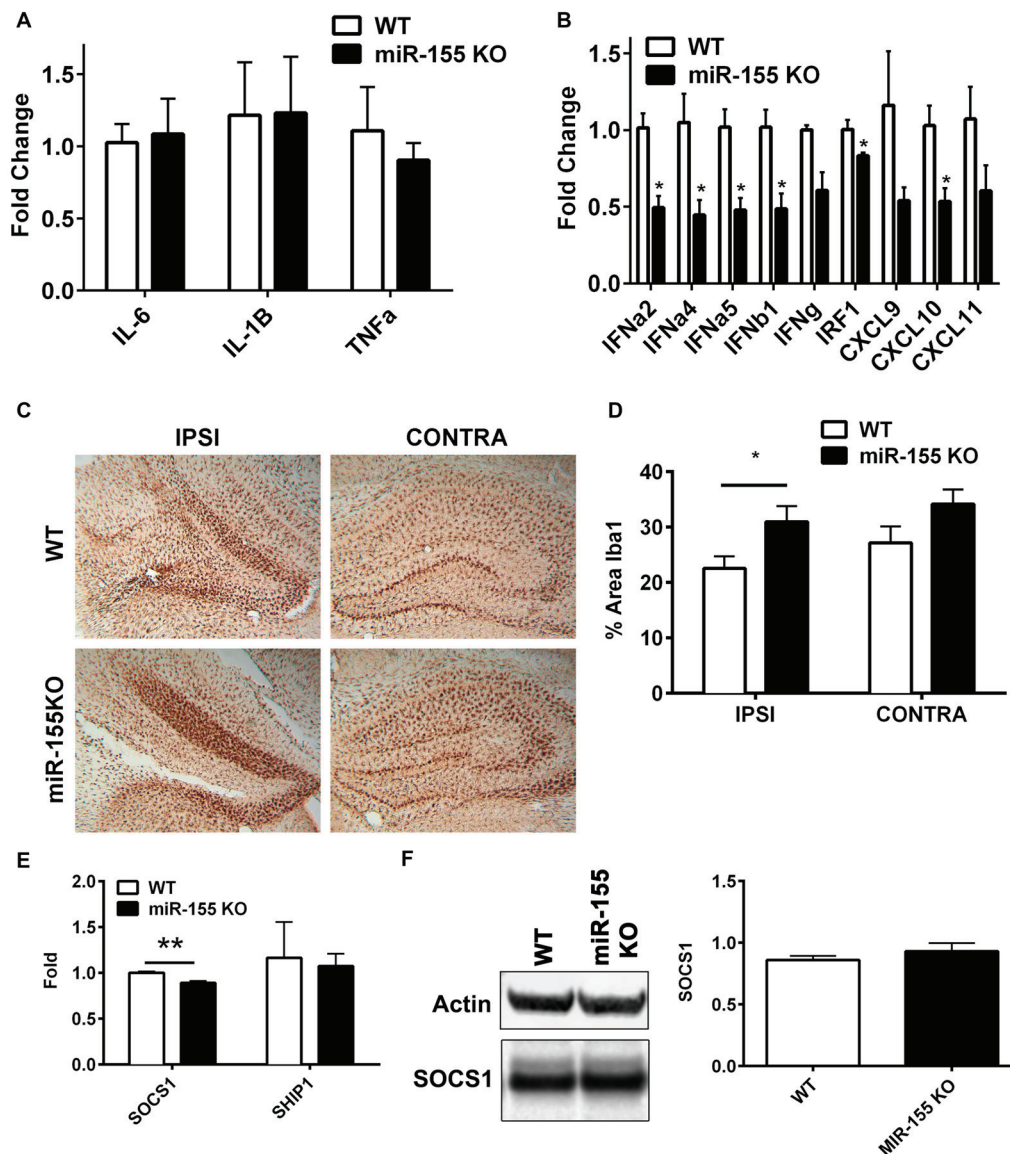 A
WT
miR-155 KO
Fold Change
1.5
1.0
0.5
0.0
IL-6
IL-1B
TNFa
B
WT
miR-155 KO
Fold Change
1.5
1.0
0.5
0.0
* * * * * *
IFNa2
IFNa4
IFNa5
IFNb1
IFNg
IRF1
CXCL9
CXCL10
CXCL11
C
IPSI
CONTRA
WT
miR-155KO
D
WT
miR-155 KO
% Area Iba1
40
30
20
10
0
*
IPSI
CONTRA
E
WT
miR-155 KO
Fold
2.0
1.5
1.0
0.5
0.0
**
SOCS1
SHIP1
F
WT
miR-155
KO
Actin
SOCS1
SOCS1
1.5
1.0
0.5
0.0
WT
MIR-155 KO